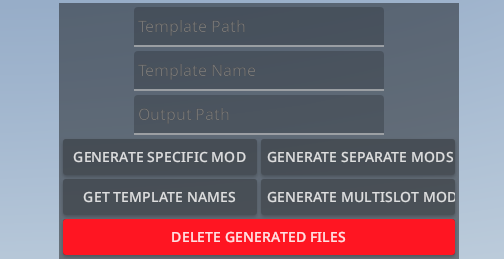 Template Path
Template Name
Output Path
GENERATE SPECIFIC MOD
GENERATE SEPARATE MODS
GET TEMPLATE NAMES
GENERATE MULTISLOT MOD
DELETE GENERATED FILES